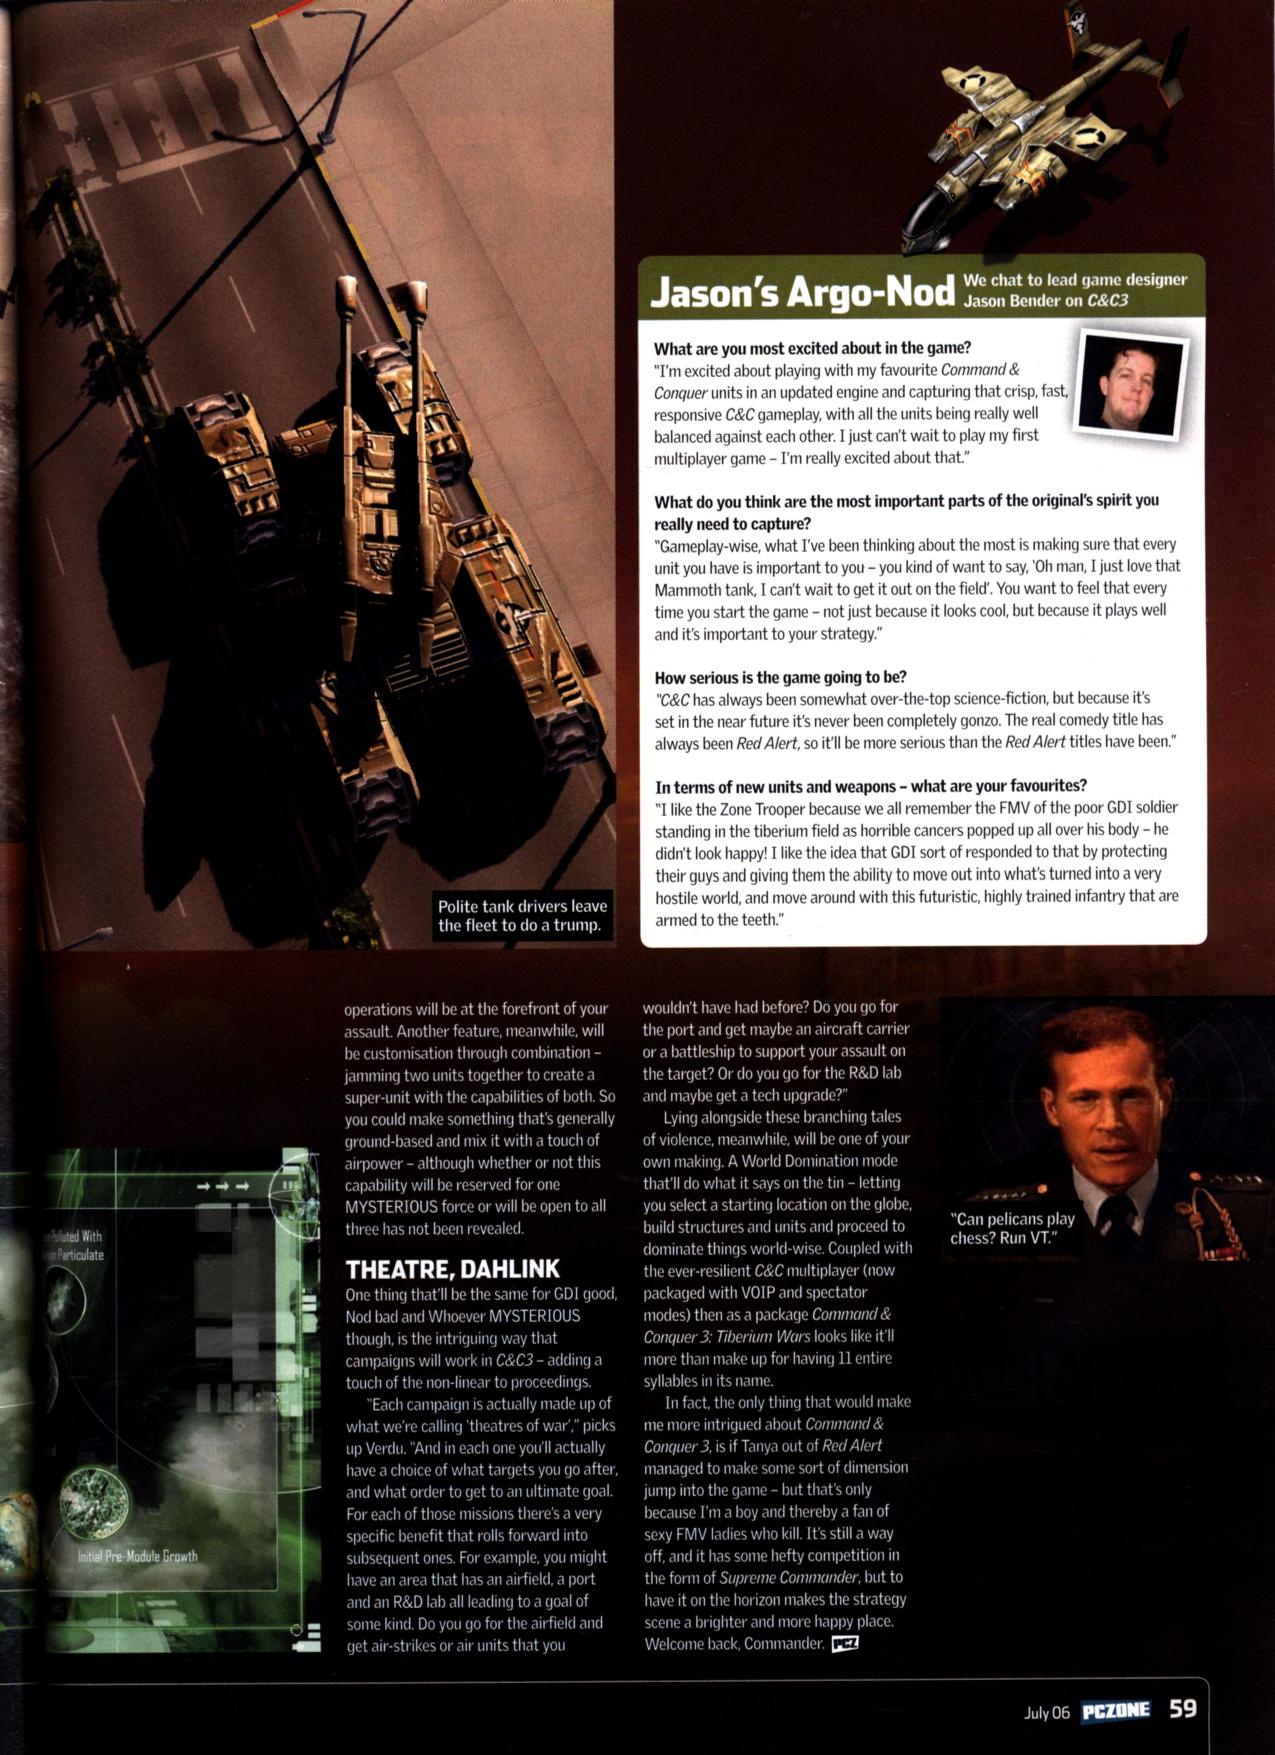 Jason's Argo-Nod
We chat to lead game designer
Jason Bender on C&C3
What are you most excited about in the game?
"I'm excited about playing with my favourite Command &
Conquer units in an updated engine and capturing that crisp, fast,
responsive C&C gameplay, with all the units being really well
balanced against each other. I just can't wait to play my first
multiplayer game – I'm really excited about that."
What do you think are the most important parts of the original's spirit you
really need to capture?
"Gameplay-wise, what I've been thinking about the most is making sure that every
unit you have is important to you – you kind of want to say, 'Oh man, I just love that
Mammoth tank, I can't wait to get it out on the field'. You want to feel that every
time you start the game – not just because it looks cool, but because it plays well
and it's important to your strategy."
How serious is the game going to be?
"C&C has always been somewhat over-the-top science-fiction, but because it's
set in the near future it's never been completely gonzo. The real comedy title has
always been Red Alert, so it'll be more serious than the Red Alert titles have been."
In terms of new units and weapons – what are your favourites?
"I like the Zone Trooper because we all remember the FMV of the poor GDI soldier
standing in the tiberium field as horrible cancers popped up all over his body – he
didn't look happy! I like the idea that GDI sort of responded to that by protecting
their guys and giving them the ability to move out into what's turned into a very
hostile world, and move around with this futuristic, highly trained infantry that are
armed to the teeth."
Polite tank drivers leave
the fleet to do a trump.
operations will be at the forefront of your
assault. Another feature, meanwhile, will
be customisation through combination –
jamming two units together to create a
super-unit with the capabilities of both. So
you could make something that's generally
ground-based and mix it with a touch of
airpower – although whether or not this
capability will be reserved for one
MYSTERIOUS force or will be open to all
three has not been revealed.
THEATRE, DAHLINK
One thing that'll be the same for GDI good,
Nod bad and Whoever MYSTERIOUS
though, is the intriguing way that
campaigns will work in C&C3 – adding a
touch of the non-linear to proceedings.
"Each campaign is actually made up of
what we're calling 'theatres of war'," picks
up Verdu. "And in each one you'll actually
have a choice of what targets you go after,
and what order to get to an ultimate goal.
For each of those missions there's a very
specific benefit that rolls forward into
subsequent ones. For example, you might
have an area that has an airfield, a port
and an R&D lab all leading to a goal of
some kind. Do you go for the airfield and
get air-strikes or air units that you
wouldn't have had before? Do you go for
the port and get maybe an aircraft carrier
or a battleship to support your assault on
the target? Or do you go for the R&D lab
and maybe get a tech upgrade?"
Lying alongside these branching tales
of violence, meanwhile, will be one of your
own making. A World Domination mode
that'll do what it says on the tin – letting
you select a starting location on the globe,
build structures and units and proceed to
dominate things world-wise. Coupled with
the ever-resilient C&C multiplayer (now
packaged with VOIP and spectator
modes) then as a package Command &
Conquer 3: Tiberium Wars looks like it'll
more than make up for having 11 entire
syllables in its name.
In fact, the only thing that would make
me more intrigued about Command &
Conquer 3, is if Tanya out of Red Alert
managed to make some sort of dimension
jump into the game – but that's only
because I'm a boy and thereby a fan of
sexy FMV ladies who kill. It's still a way
off, and it has some hefty competition in
the form of Supreme Commander, but to
have it on the horizon makes the strategy
scene a brighter and more happy place.
Welcome back, Commander. PCZ
"Can pelicans play
chess? Run VT."
Polluted With
Particulate
Initial Pre-Module Growth
July 06 PCZONE 59